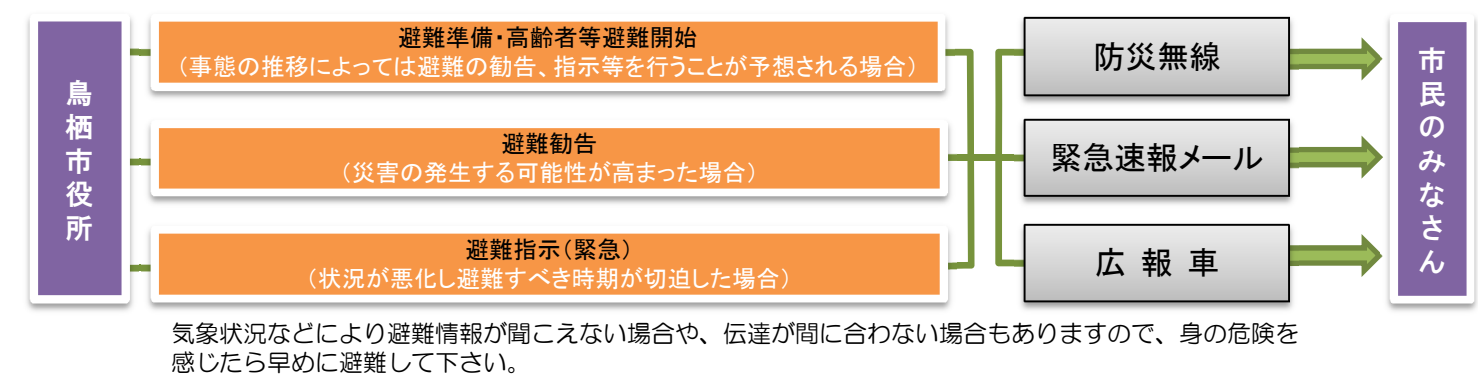 鳥栖市役所
避難準備・高齢者等避難開始
（事態の推移によっては避難の勧告、指示等を行うことが予想される場合）
避難勧告
（災害の発生する可能性が高まった場合）
避難指示（緊急）
（状況が悪化し避難すべき時期が切迫した場合）
防災無線
緊急速報メール
広報車
市民のみなさん
気象状況などにより避難情報が聞こえない場合や、伝達が間に合わない場合もありますので、身の危険を
感じたら早めに避難して下さい。